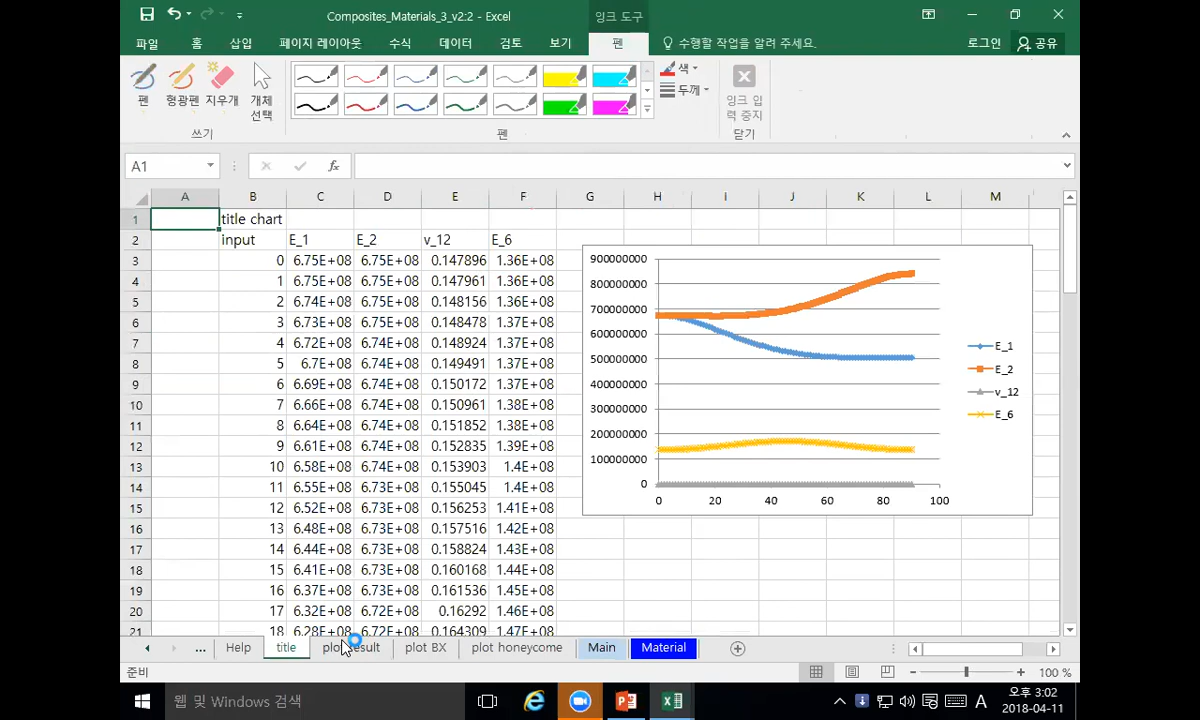 Composites_Materials_3_v2:2 - Excel
잉크 도구
파일 홈 삽입 페이지 레이아웃 수식 데이터 검토 보기 펜 수행할 작업을 알려 주세요. 로그인 공유
펜 형광펜 지우개 개체 선택
색
두께
잉크 입력 중지
쓰기 펜 닫기
A1 fx
A B C D E F G H I J K L M
1 title chart
2 input E_1 E_2 v_12 E_6
3 0 6.75E+08 6.75E+08 0.147896 1.36E+08
4 1 6.75E+08 6.75E+08 0.147961 1.36E+08
5 2 6.74E+08 6.75E+08 0.148156 1.36E+08
6 3 6.73E+08 6.75E+08 0.148478 1.37E+08
7 4 6.72E+08 6.74E+08 0.148924 1.37E+08
8 5 6.7E+08 6.74E+08 0.149491 1.37E+08
9 6 6.69E+08 6.74E+08 0.150172 1.37E+08
10 7 6.66E+08 6.74E+08 0.150961 1.38E+08
11 8 6.64E+08 6.74E+08 0.151852 1.38E+08
12 9 6.61E+08 6.74E+08 0.152835 1.39E+08
13 10 6.58E+08 6.74E+08 0.153903 1.4E+08
14 11 6.55E+08 6.73E+08 0.155045 1.4E+08
15 12 6.52E+08 6.73E+08 0.156253 1.41E+08
16 13 6.48E+08 6.73E+08 0.157516 1.42E+08
17 14 6.44E+08 6.73E+08 0.158824 1.43E+08
18 15 6.41E+08 6.73E+08 0.160168 1.44E+08
19 16 6.37E+08 6.73E+08 0.161536 1.45E+08
20 17 6.32E+08 6.72E+08 0.16292 1.46E+08
21 18 6.28E+08 6.72E+08 0.164309 1.47E+08
900000000
800000000
700000000
600000000
500000000
400000000
300000000
200000000
100000000
0
0 20 40 60 80 100
E_1
E_2
v_12
E_6
... Help title plot result plot BX plot honeycome Main Material
준비 100 %
웹 및 Windows 검색
A 오후 3:02
2018-04-11